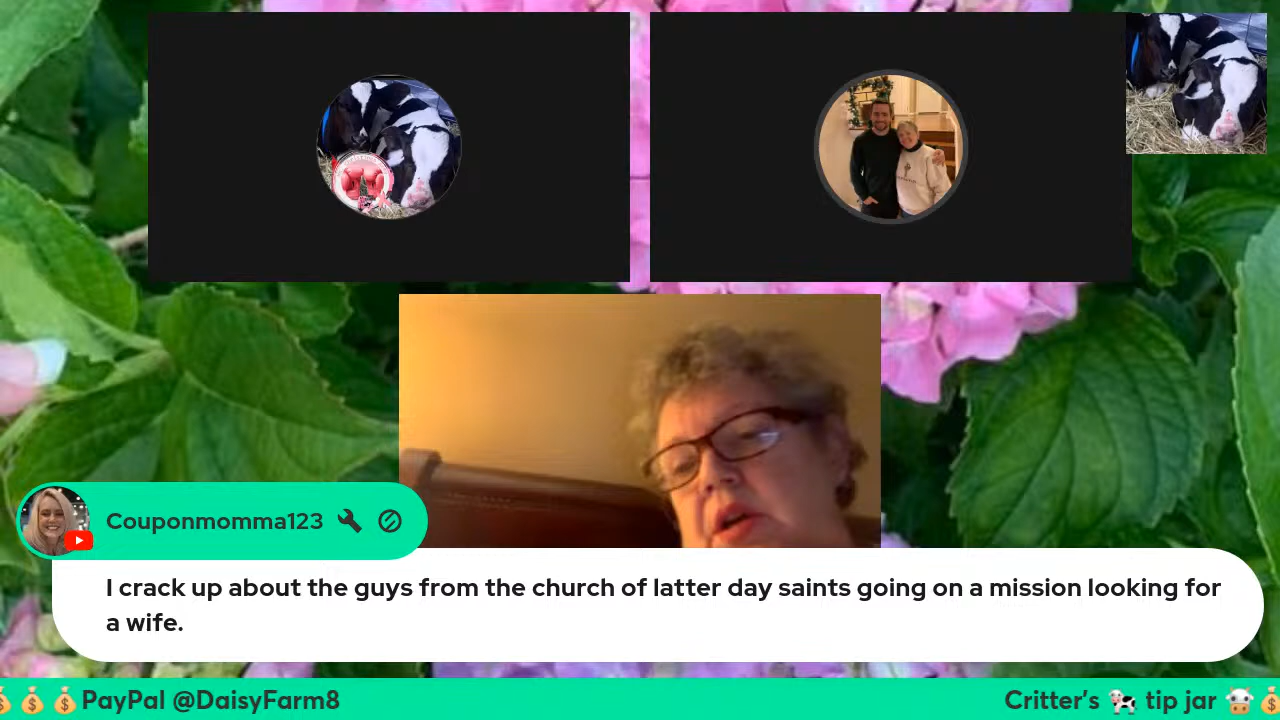 Couponmomma123
I crack up about the guys from the church of latter day saints going on a mission looking for
a wife.
PayPal @DaisyFarm8
Critter's 🐄 tip jar 🐮